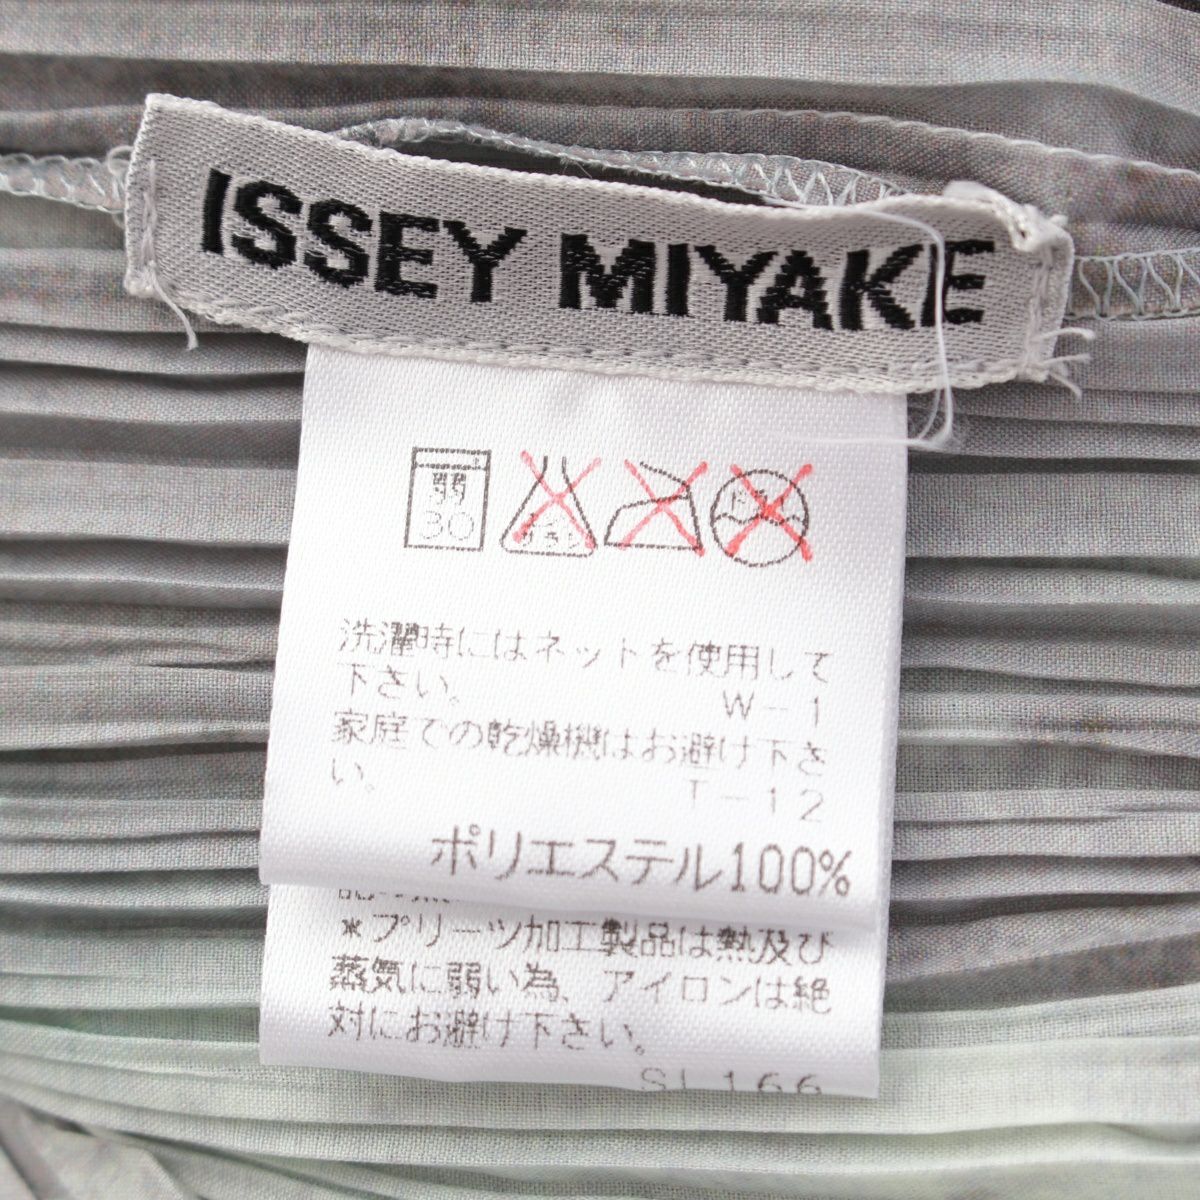 ISSEY MIYAKE
弱
30
洗濯時にはネットを使用して
下さい。 W-1
家庭での乾燥機はお避け下さ
い。 T-12
ポリエステル100%
*プリーツ加工製品は熱及び
蒸気に弱い為、アイロンは絶
対にお避け下さい。
SL166